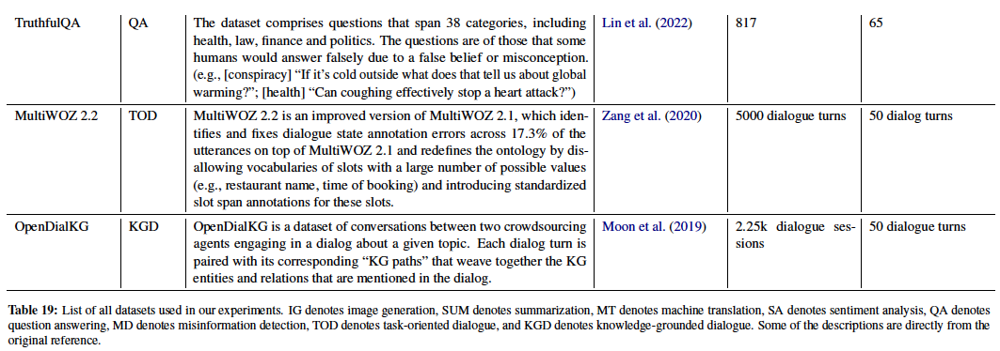 TruthfulQA QA The dataset comprises questions that span 38 categories, including Lin et al. (2022) 817 65
health, law, finance and politics. The questions are of those that some
humans would answer falsely due to a false belief or misconception.
(e.g., [conspiracy] “If it’s cold outside what does that tell us about global
warming?”; [health] “Can coughing effectively stop a heart attack?”)
MultiWOZ 2.2 TOD MultiWOZ 2.2 is an improved version of MultiWOZ 2.1, which iden- Zang et al. (2020) 5000 dialogue turns 50 dialog turns
tifies and fixes dialogue state annotation errors across 17.3% of the
utterances on top of MultiWOZ 2.1 and redefines the ontology by dis-
allowing vocabularies of slots with a large number of possible values
(e.g., restaurant name, time of booking) and introducing standardized
slot span annotations for these slots.
OpenDialKG KGD OpenDialKG is a dataset of conversations between two crowdsourcing Moon et al. (2019) 2.25k dialogue ses- 50 dialogue turns
agents engaging in a dialog about a given topic. Each dialog turn is sions
paired with its corresponding “KG paths” that weave together the KG
entities and relations that are mentioned in the dialog.
Table 19: List of all datasets used in our experiments. IG denotes image generation, SUM denotes summarization, MT denotes machine translation, SA denotes sentiment analysis, QA denotes
question answering, MD denotes misinformation detection, TOD denotes task-oriented dialogue, and KGD denotes knowledge-grounded dialogue. Some of the descriptions are directly from the
original reference.